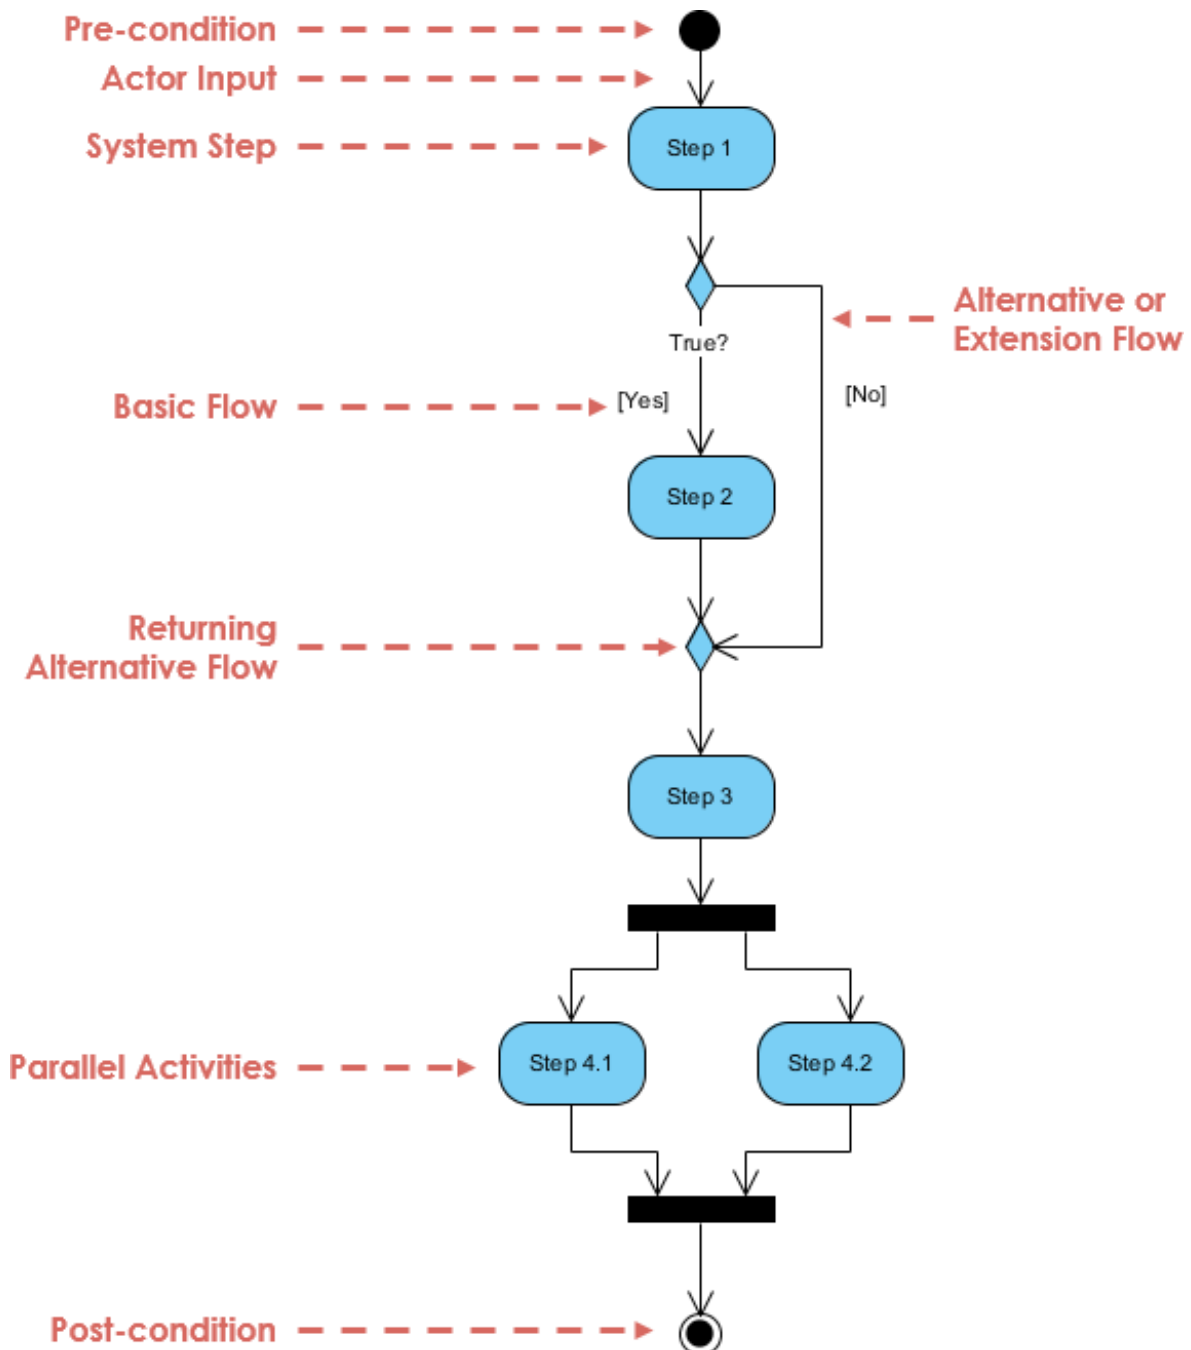 Pre-condition
Actor Input
System Step
Step 1
Alternative or
Extension Flow
True?
Basic Flow
[Yes]
[No]
Step 2
Returning
Alternative Flow
Step 3
Parallel Activities
Step 4.1
Step 4.2
Post-condition